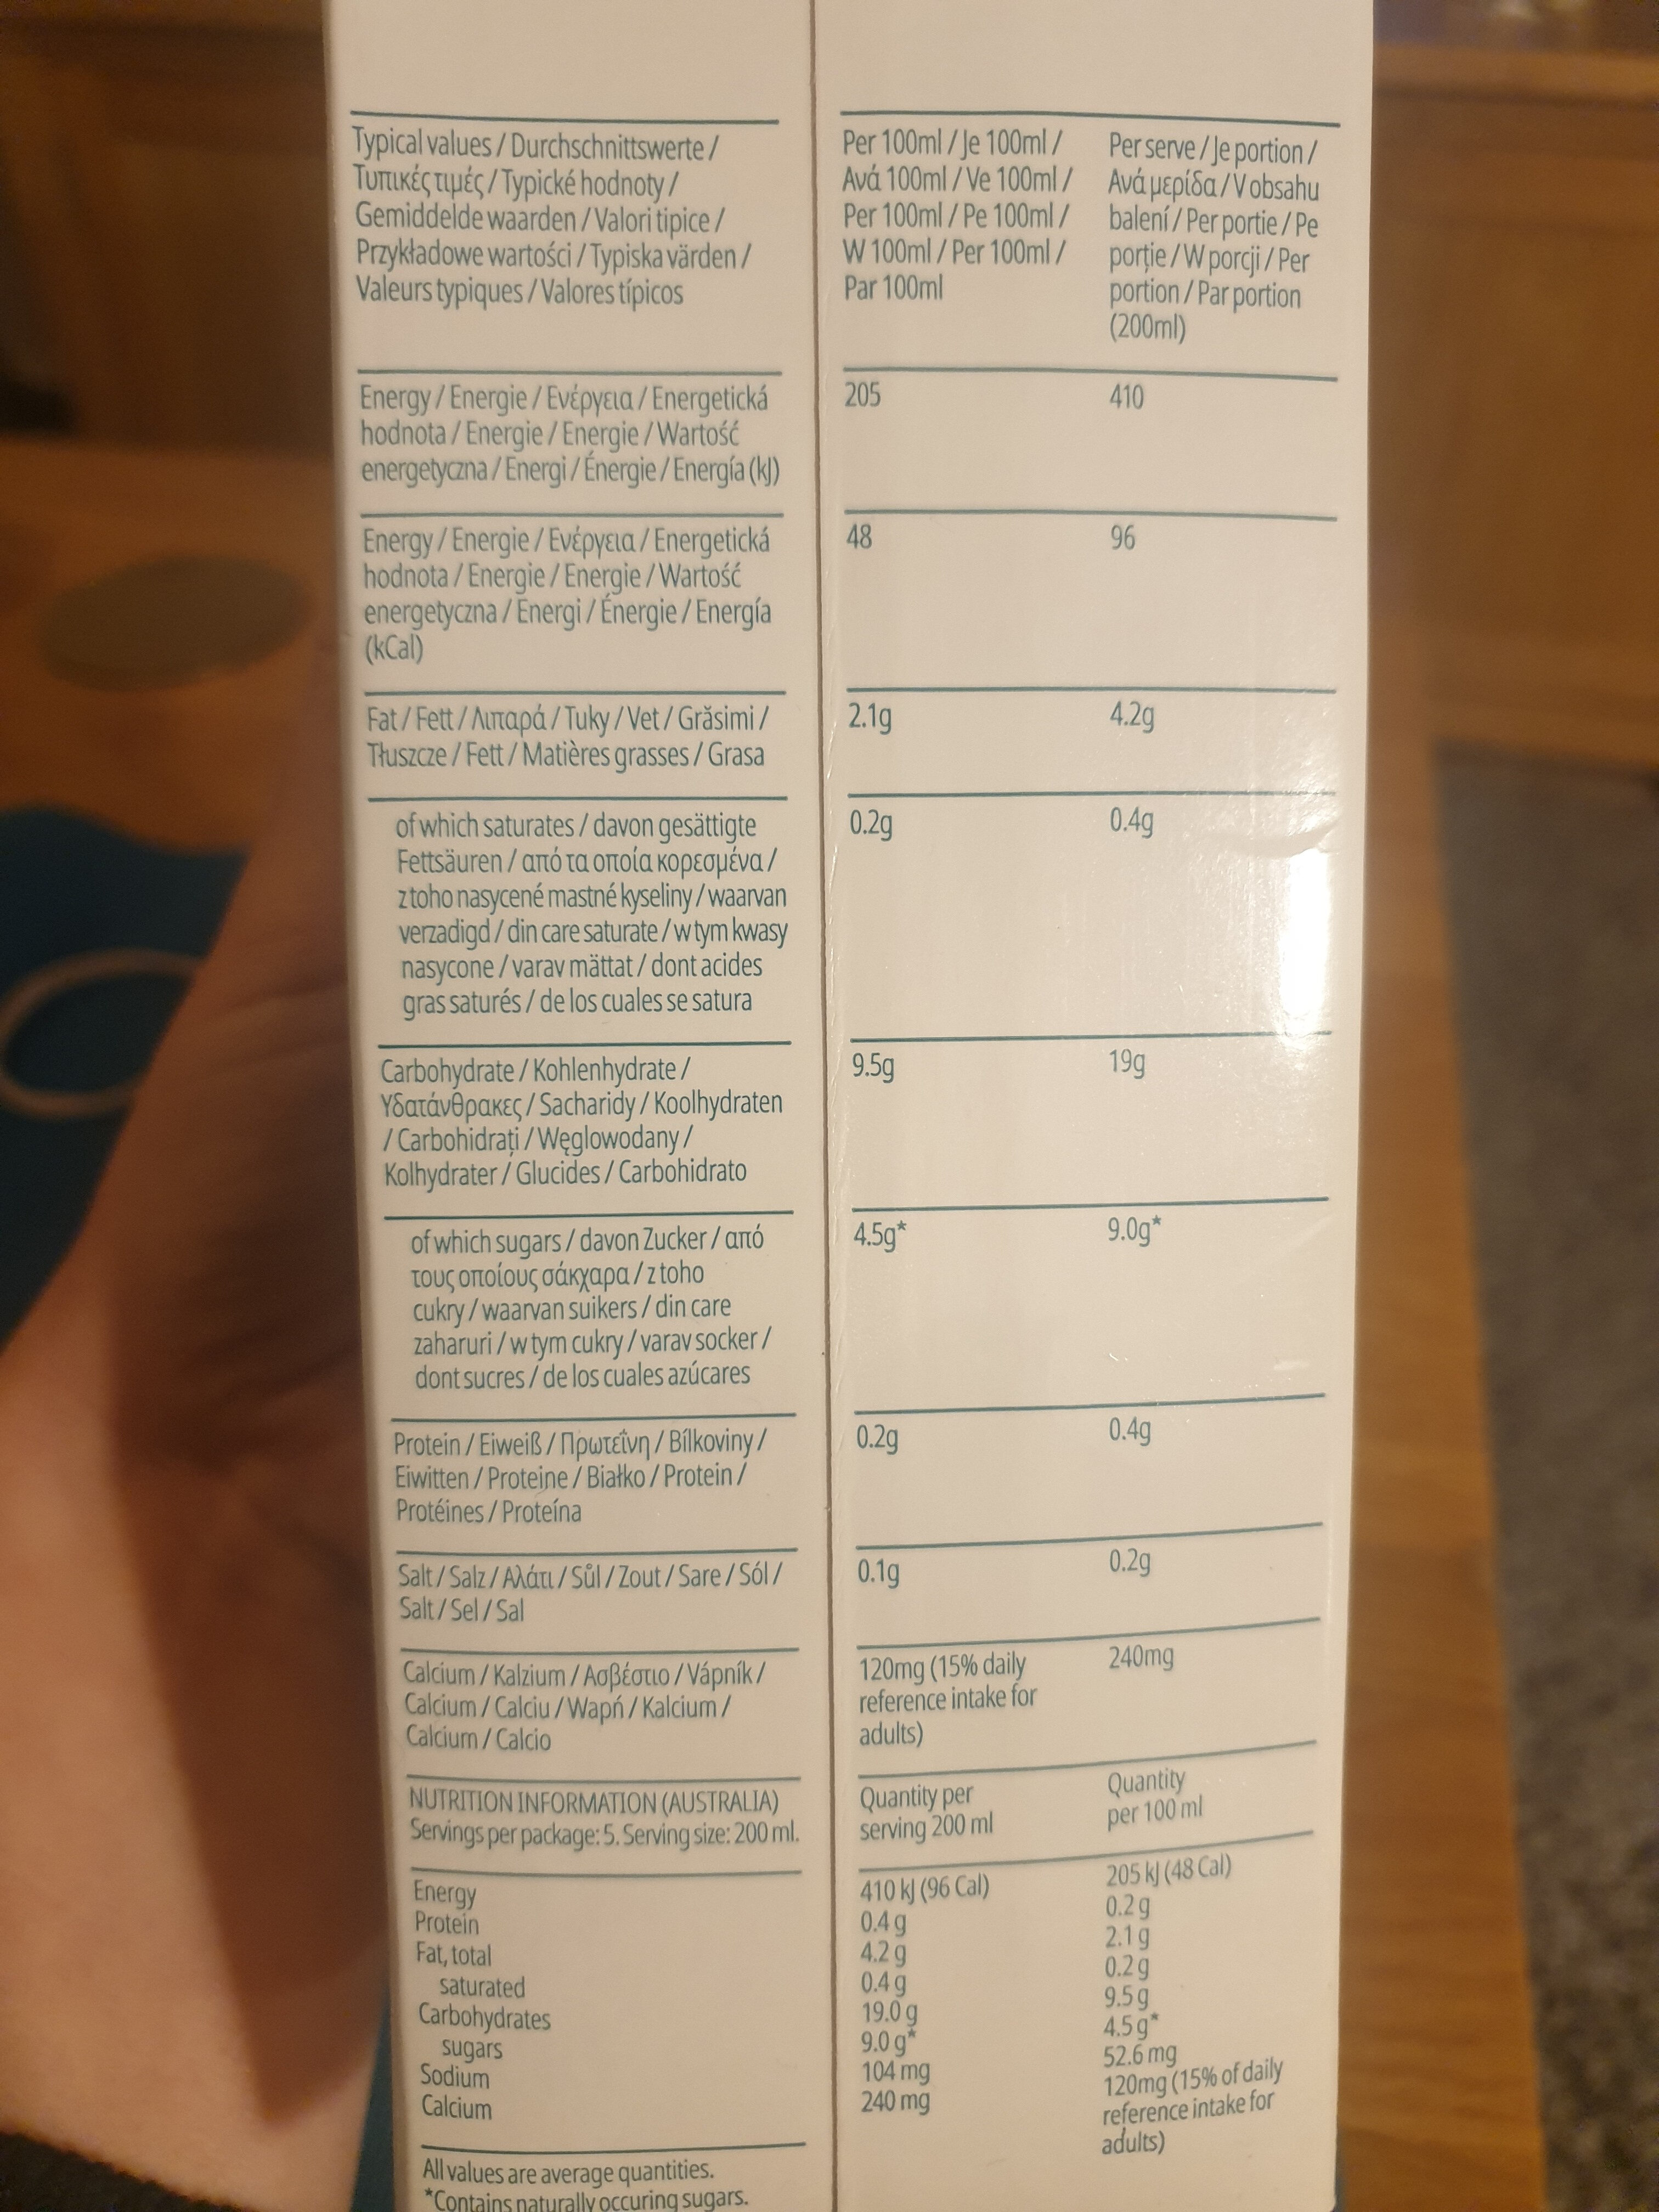 Typical values / Durchschnittswerte /
Τυπικές τιμές / Typické hodnoty /
Gemiddelde waarden / Valori tipice /
Przykładowe wartości / Typiska värden /
Valeurs typiques / Valores típicos
Per 100ml / Je 100ml /
Ανά 100ml / Ve 100ml /
Per 100ml / Pe 100ml /
W 100ml / Per 100ml /
Par 100ml
Per serve / Je portion /
Ανά μερίδα / V obsahu
balení / Per portie / Pe
porție / W porcji / Per
portion / Par portion
(200ml)
Energy / Energie / Ενέργεια / Energetická
hodnota / Energie / Energie / Wartość
energetyczna / Energi / Énergie / Energía (kJ)
205
410
Energy / Energie / Ενέργεια / Energetická
hodnota / Energie / Energie / Wartość
energetyczna / Energi / Énergie / Energía
(kCal)
48
96
Fat / Fett / Λιπαρά / Tuky / Vet / Grăsimi /
Tłuszcze / Fett / Matières grasses / Grasa
2.1g
4.2g
of which saturates / davon gesättigte
Fettsäuren / από τα οποία κορεσμένα /
z toho nasycené mastné kyseliny / waarvan
verzadigd / din care saturate / w tym kwasy
nasycone / varav mättat / dont acides
gras saturés / de los cuales se satura
0.2g
0.4g
Carbohydrate / Kohlenhydrate /
Υδατάνθρακες / Sacharidy / Koolhydraten
/ Carbohidrați / Węglowodany /
Kolhydrater / Glucides / Carbohidrato
9.5g
19g
of which sugars / davon Zucker / από
τους οποίους σάκχαρα / z toho
cukry / waarvan suikers / din care
zaharuri / w tym cukry / varav socker /
dont sucres / de los cuales azúcares
4.5g*
9.0g*
Protein / Eiweiß / Πρωτεΐνη / Bílkoviny /
Eiwitten / Proteine / Białko / Protein /
Protéines / Proteína
0.2g
0.4g
Salt / Salz / Αλάτι / Sůl / Zout / Sare / Sól /
Salt / Sel / Sal
0.1g
0.2g
Calcium / Kalzium / Ασβέστιο / Vápník /
Calcium / Calciu / Wapń / Kalcium /
Calcium / Calcio
120mg (15% daily
reference intake for
adults)
240mg
NUTRITION INFORMATION (AUSTRALIA)
Servings per package: 5. Serving size: 200 ml.
Quantity per
serving 200 ml
Quantity
per 100 ml
Energy
410 kJ (96 Cal)
205 kJ (48 Cal)
Protein
0.4 g
0.2 g
Fat, total
4.2 g
2.1 g
saturated
0.4 g
0.2 g
Carbohydrates
19.0 g
9.5 g
sugars
9.0 g*
4.5 g*
Sodium
104 mg
52.6 mg
Calcium
240 mg
120mg (15% of daily
reference intake for
adults)
All values are average quantities.
*Contains naturally occuring sugars.